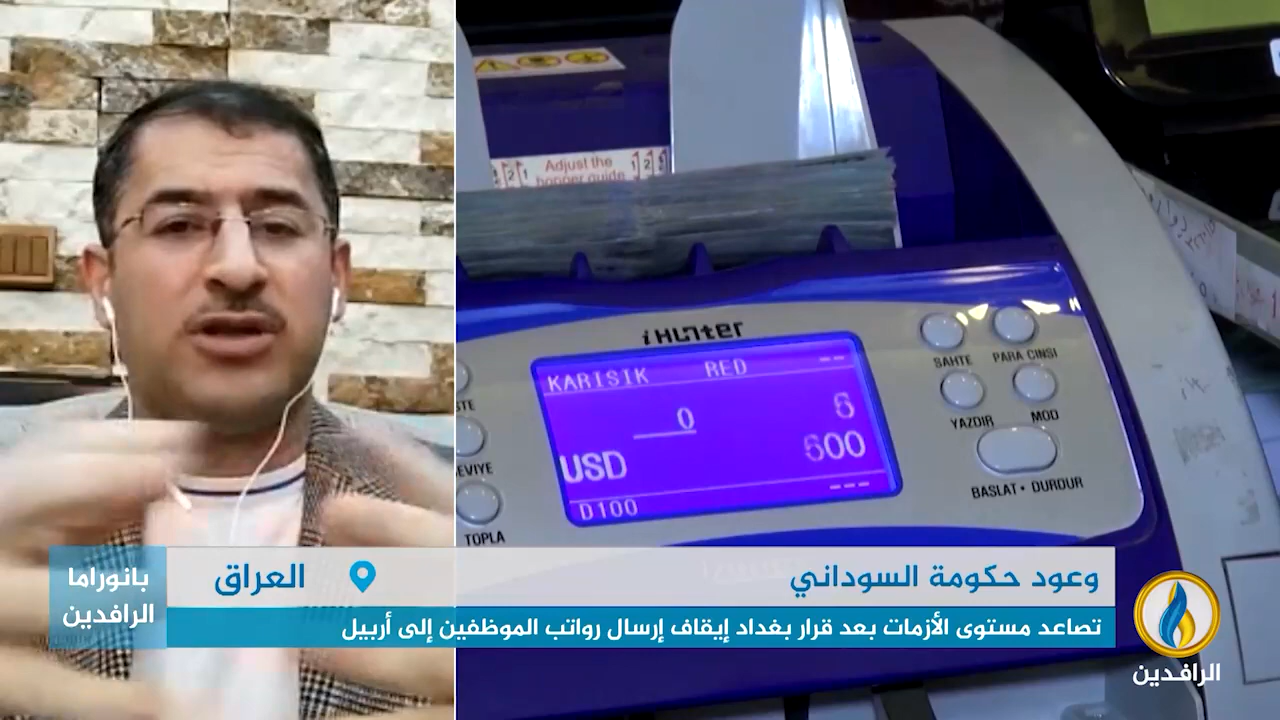 Adjust the
hopper guide
1 2
iHUNTER
KARISIK RED --
0 6
USD 600
D100 ---
SAHTE PARA CINSI
YAZDIR MOD
BASLAT • DURDUR
TOPLA
وعود حكومة السوداني
العراق
تصاعد مستوى الأزمات بعد قرار بغداد إيقاف إرسال رواتب الموظفين إلى أربيل
بانوراما
الرافدين
الرافدين